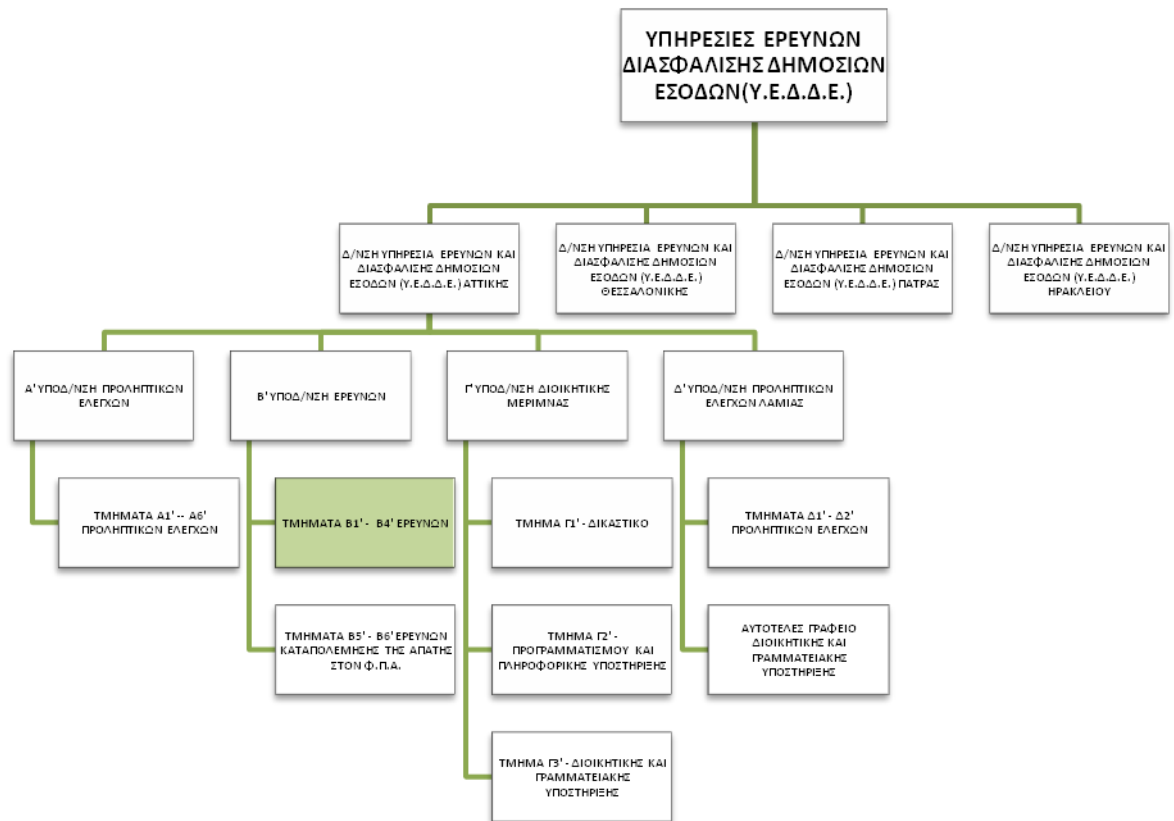 ΥΠΗΡΕΣΙΕΣ ΕΡΕΥΝΩΝ
ΔΙΑΣΦΑΛΙΣΗΣ ΔΗΜΟΣΙΩΝ
ΕΣΟΔΩΝ(Υ.Ε.Δ.Δ.Ε.)
Δ/ΝΣΗ ΥΠΗΡΕΣΙΑ ΕΡΕΥΝΩΝ ΚΑΙ
ΔΙΑΣΦΑΛΙΣΗΣ ΔΗΜΟΣΙΩΝ
ΕΣΟΔΩΝ (Υ.Ε.Δ.Δ.Ε.) ΑΤΤΙΚΗΣ
Δ/ΝΣΗ ΥΠΗΡΕΣΙΑ ΕΡΕΥΝΩΝ ΚΑΙ
ΔΙΑΣΦΑΛΙΣΗΣ ΔΗΜΟΣΙΩΝ
ΕΣΟΔΩΝ (Υ.Ε.Δ.Δ.Ε.)
ΘΕΣΣΑΛΟΝΙΚΗΣ
Δ/ΝΣΗ ΥΠΗΡΕΣΙΑ ΕΡΕΥΝΩΝ ΚΑΙ
ΔΙΑΣΦΑΛΙΣΗΣ ΔΗΜΟΣΙΩΝ
ΕΣΟΔΩΝ (Υ.Ε.Δ.Δ.Ε.) ΠΑΤΡΑΣ
Δ/ΝΣΗ ΥΠΗΡΕΣΙΑ ΕΡΕΥΝΩΝ ΚΑΙ
ΔΙΑΣΦΑΛΙΣΗΣ ΔΗΜΟΣΙΩΝ
ΕΣΟΔΩΝ (Υ.Ε.Δ.Δ.Ε.)
ΗΡΑΚΛΕΙΟΥ
Α' ΥΠΟΔ/ΝΣΗ ΠΡΟΛΗΠΤΙΚΩΝ
ΕΛΕΓΧΩΝ
Β' ΥΠΟΔ/ΝΣΗ ΕΡΕΥΝΩΝ
Γ' ΥΠΟΔ/ΝΣΗ ΔΙΟΙΚΗΤΙΚΗΣ
ΜΕΡΙΜΝΑΣ
Δ' ΥΠΟΔ/ΝΣΗ ΠΡΟΛΗΠΤΙΚΩΝ
ΕΛΕΓΧΩΝ ΛΑΜΙΑΣ
ΤΜΗΜΑΤΑ Α1' -- Α6'
ΠΡΟΛΗΠΤΙΚΩΝ ΕΛΕΓΧΩΝ
ΤΜΗΜΑΤΑ Β1' - Β4' ΕΡΕΥΝΩΝ
ΤΜΗΜΑ Γ1' - ΔΙΚΑΣΤΙΚΟ
ΤΜΗΜΑΤΑ Δ1' - Δ2'
ΠΡΟΛΗΠΤΙΚΩΝ ΕΛΕΓΧΩΝ
ΤΜΗΜΑΤΑ Β5' - Β6' ΕΡΕΥΝΩΝ
ΚΑΤΑΠΟΛΕΜΗΣΗΣ ΤΗΣ ΑΠΑΤΗΣ
ΣΤΟΝ Φ.Π.Α.
ΤΜΗΜΑ Γ2' -
ΠΡΟΓΡΑΜΜΑΤΙΣΜΟΥ ΚΑΙ
ΠΛΗΡΟΦΟΡΙΚΗΣ ΥΠΟΣΤΗΡΙΞΗΣ
ΑΥΤΟΤΕΛΕΣ ΓΡΑΦΕΙΟ
ΔΙΟΙΚΗΤΙΚΗΣ ΚΑΙ
ΓΡΑΜΜΑΤΕΙΑΚΗΣ
ΥΠΟΣΤΗΡΙΞΗΣ
ΤΜΗΜΑ Γ3' - ΔΙΟΙΚΗΤΙΚΗΣ ΚΑΙ
ΓΡΑΜΜΑΤΕΙΑΚΗΣ
ΥΠΟΣΤΗΡΙΞΗΣ